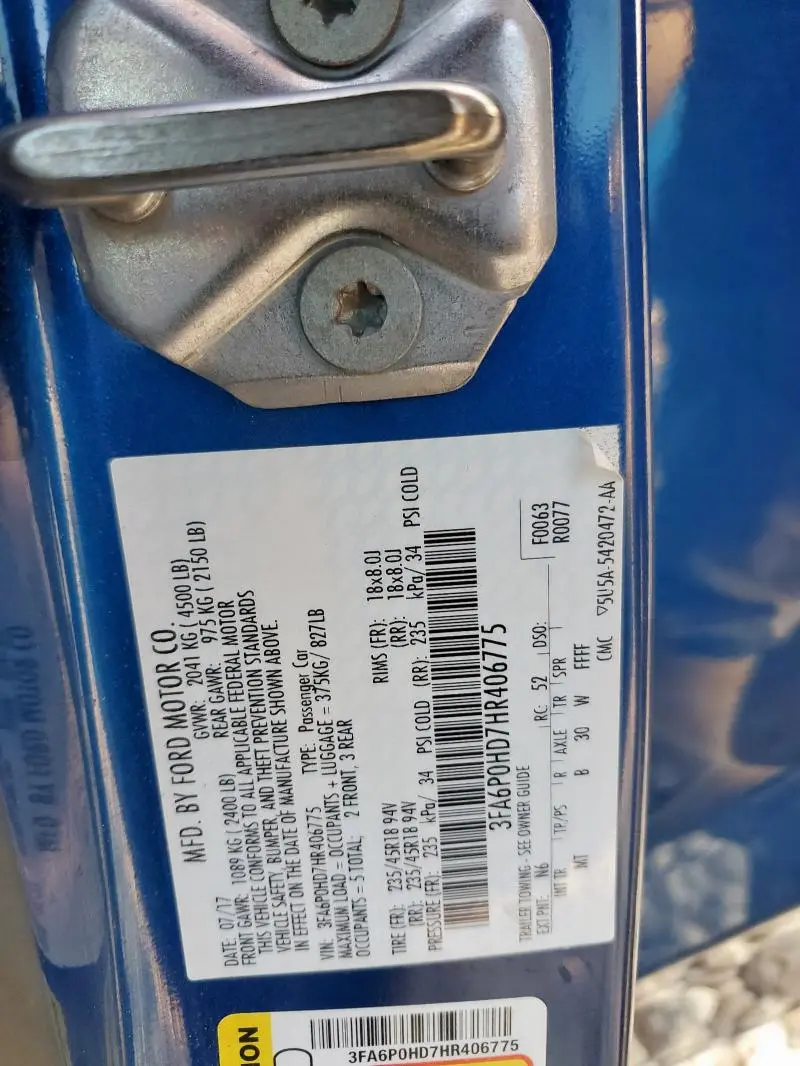 MFD. BY FORD MOTOR CO.
DATE: 07/17 GVWR: 2041 KG ( 4500 LB)
FRONT GAWR: 1089 KG ( 2400 LB) REAR GAWR: 975 KG ( 2150 LB)
THIS VEHICLE CONFORMS TO ALL APPLICABLE FEDERAL MOTOR
VEHICLE SAFETY, BUMPER, AND THEFT PREVENTION STANDARDS
IN EFFECT ON THE DATE OF MANUFACTURE SHOWN ABOVE.
VIN: 3FA6P0HD7HR406775 TYPE: Passenger Car
MAXIMUM LOAD = OCCUPANTS + LUGGAGE = 375KG/ 827LB
OCCUPANTS = 5 TOTAL: 2 FRONT, 3 REAR
TIRE (FR): 235/45R18 94V RIMS (FR): 18x8.0J
(RR): 235/45R18 94V (RR): 18x8.0J
PRESSURE (FR): 235 kPa/ 34 PSI COLD (RR): 235 kPa/ 34 PSI COLD
3FA6P0HD7HR406775
TRAILER TOWING - SEE OWNER GUIDE
EXT PNT: N6 RC: 52 DSO: F0063
R0077
INT TR TP/PS R AXLE TR SPR
MT B 30 W FFFF
CMC ▽5U5A-5420472-AA
ION
3FA6P0HD7HR406775